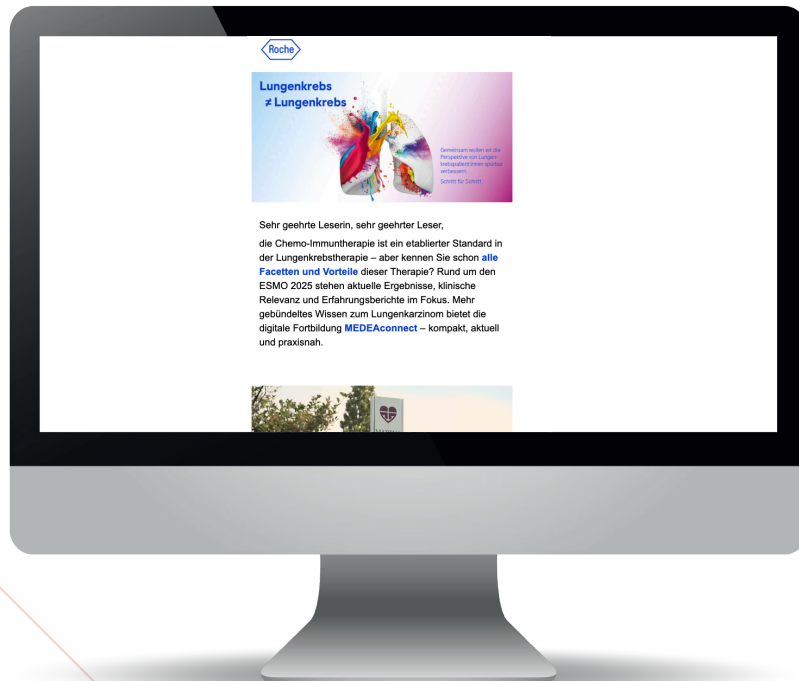 Roche
Lungenkrebs
≠ Lungenkrebs
Gemeinsam wollen wir die
Perspektive von Lungen-
krebspatient:innen spürbar
verbessern.
Schritt für Schritt.
Sehr geehrte Leserin, sehr geehrter Leser,
die Chemo-Immuntherapie ist ein etablierter Standard in
der Lungenkrebstherapie – aber kennen Sie schon alle
Facetten und Vorteile dieser Therapie? Rund um den
ESMO 2025 stehen aktuelle Ergebnisse, klinische
Relevanz und Erfahrungsberichte im Fokus. Mehr
gebündeltes Wissen zum Lungenkarzinom bietet die
digitale Fortbildung MEDEAconnect – kompakt, aktuell
und praxisnah.